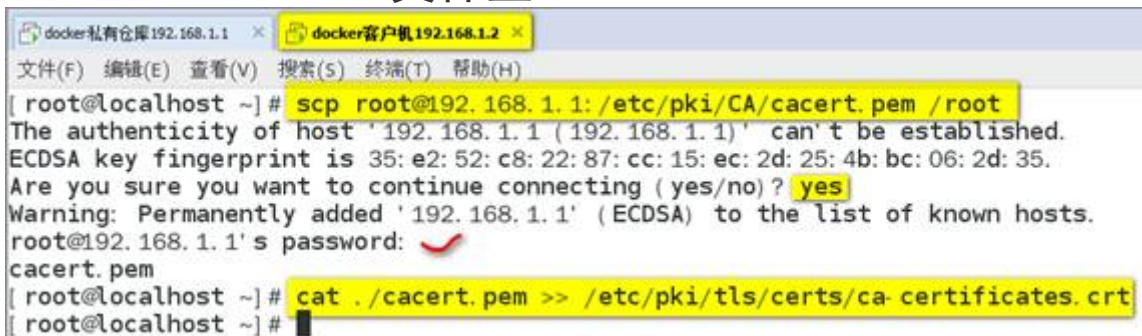 docker私有仓库192.168.1.1 × docker客户机192.168.1.2 ×
文件(F) 编辑(E) 查看(V) 搜索(S) 终端(T) 帮助(H)
[root@localhost ~]# scp root@192.168.1.1:/etc/pki/CA/cacert.pem /root
The authenticity of host '192.168.1.1 (192.168.1.1)' can't be established.
ECDSA key fingerprint is 35:e2:52:c8:22:87:cc:15:ec:2d:25:4b:bc:06:2d:35.
Are you sure you want to continue connecting (yes/no)? yes
Warning: Permanently added '192.168.1.1' (ECDSA) to the list of known hosts.
root@192.168.1.1's password:
cacert.pem
[root@localhost ~]# cat ./cacert.pem >> /etc/pki/tls/certs/ca-certificates.crt
[root@localhost ~]#